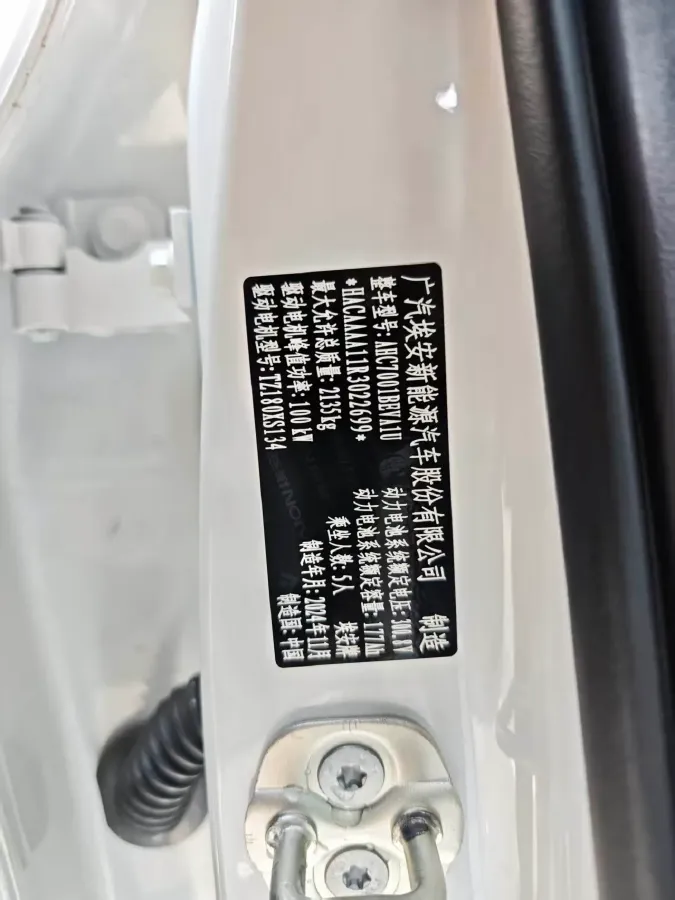 广汽埃安新能源汽车股份有限公司 制造
整车型号: AHC7001BEVA1U 动力电池系统额定电压:
*HACAAAA11R3022699* 动力电池系统额定容量: 177Ah
最大允许总质量: 2135kg 乘坐人数: 5人 埃安牌
驱动电机峰值功率: 100 kW 制造年月: 2024年11月
驱动电机型号: TZ180XS134 制造国: 中国